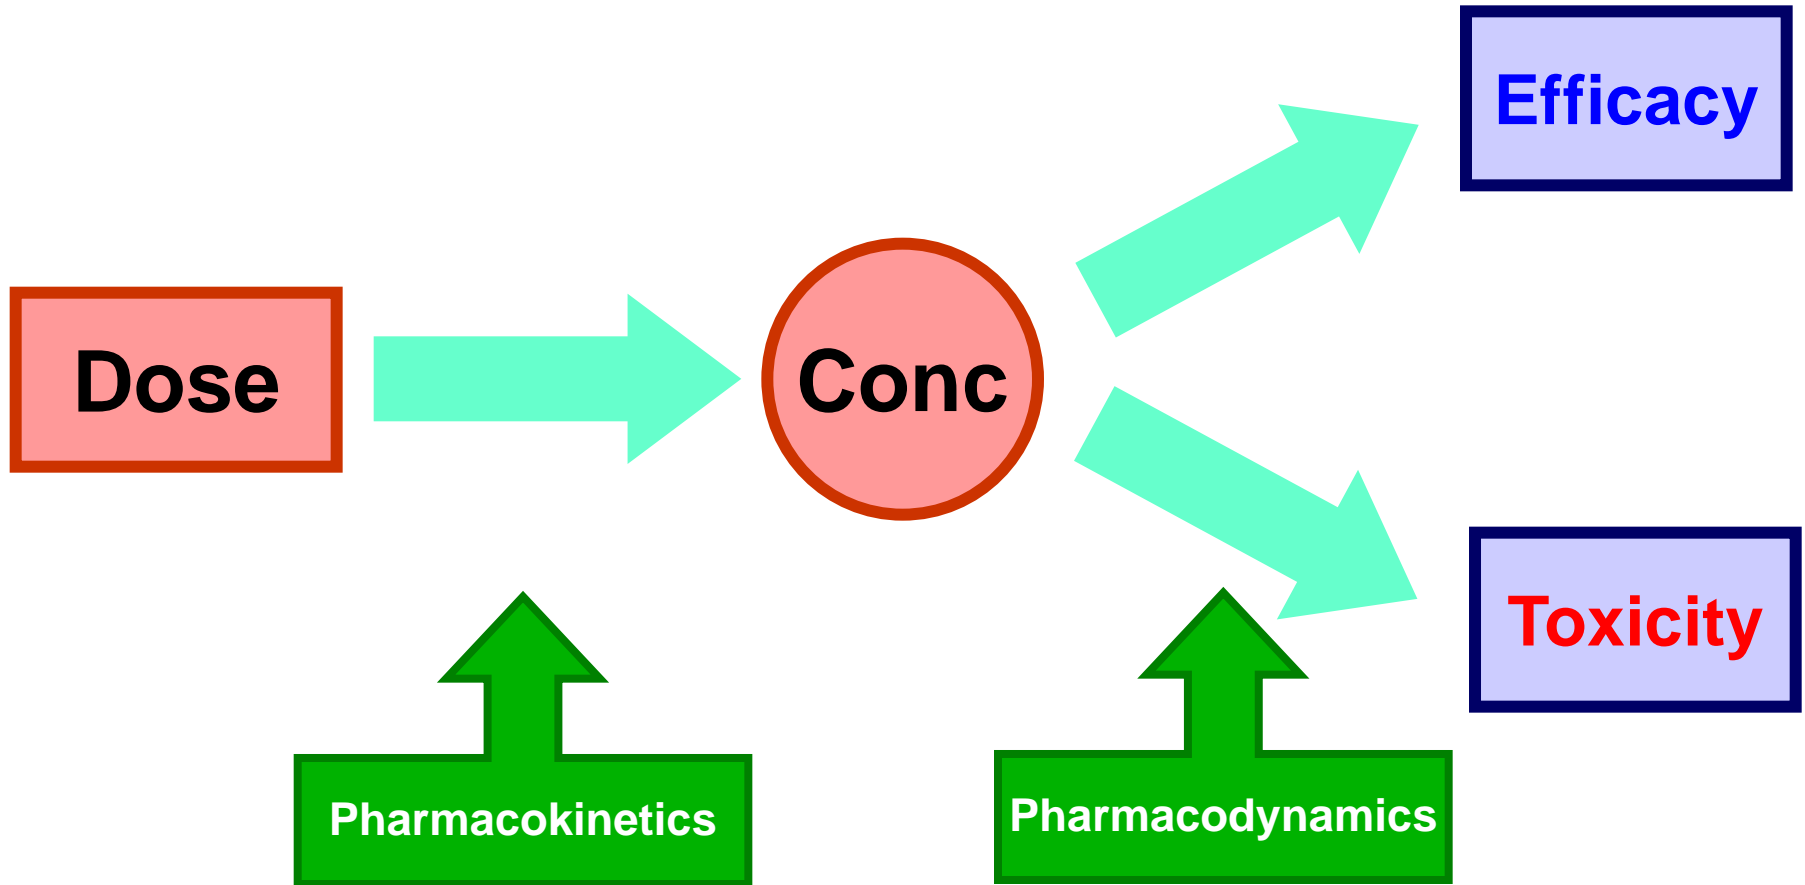 Efficacy
Dose
Conc
Toxicity
Pharmacokinetics
Pharmacodynamics